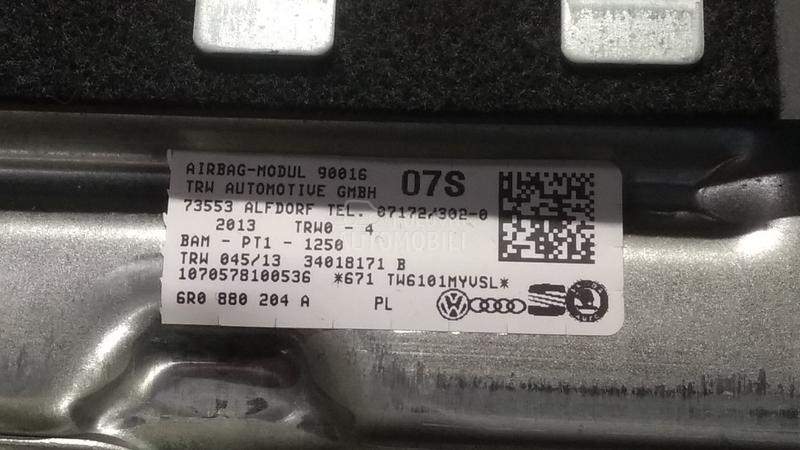 AIRBAG-MODUL 90016
TRW AUTOMOTIVE GMBH
07S
73553 ALFDORF TEL. 07172/302-0
2013 TRW0 - 4
BAM - PT1 - 1250
TRW 045/13 34018171 B
1070578100536 *671 TW6101MYVSL*
6R0 880 204 A PL